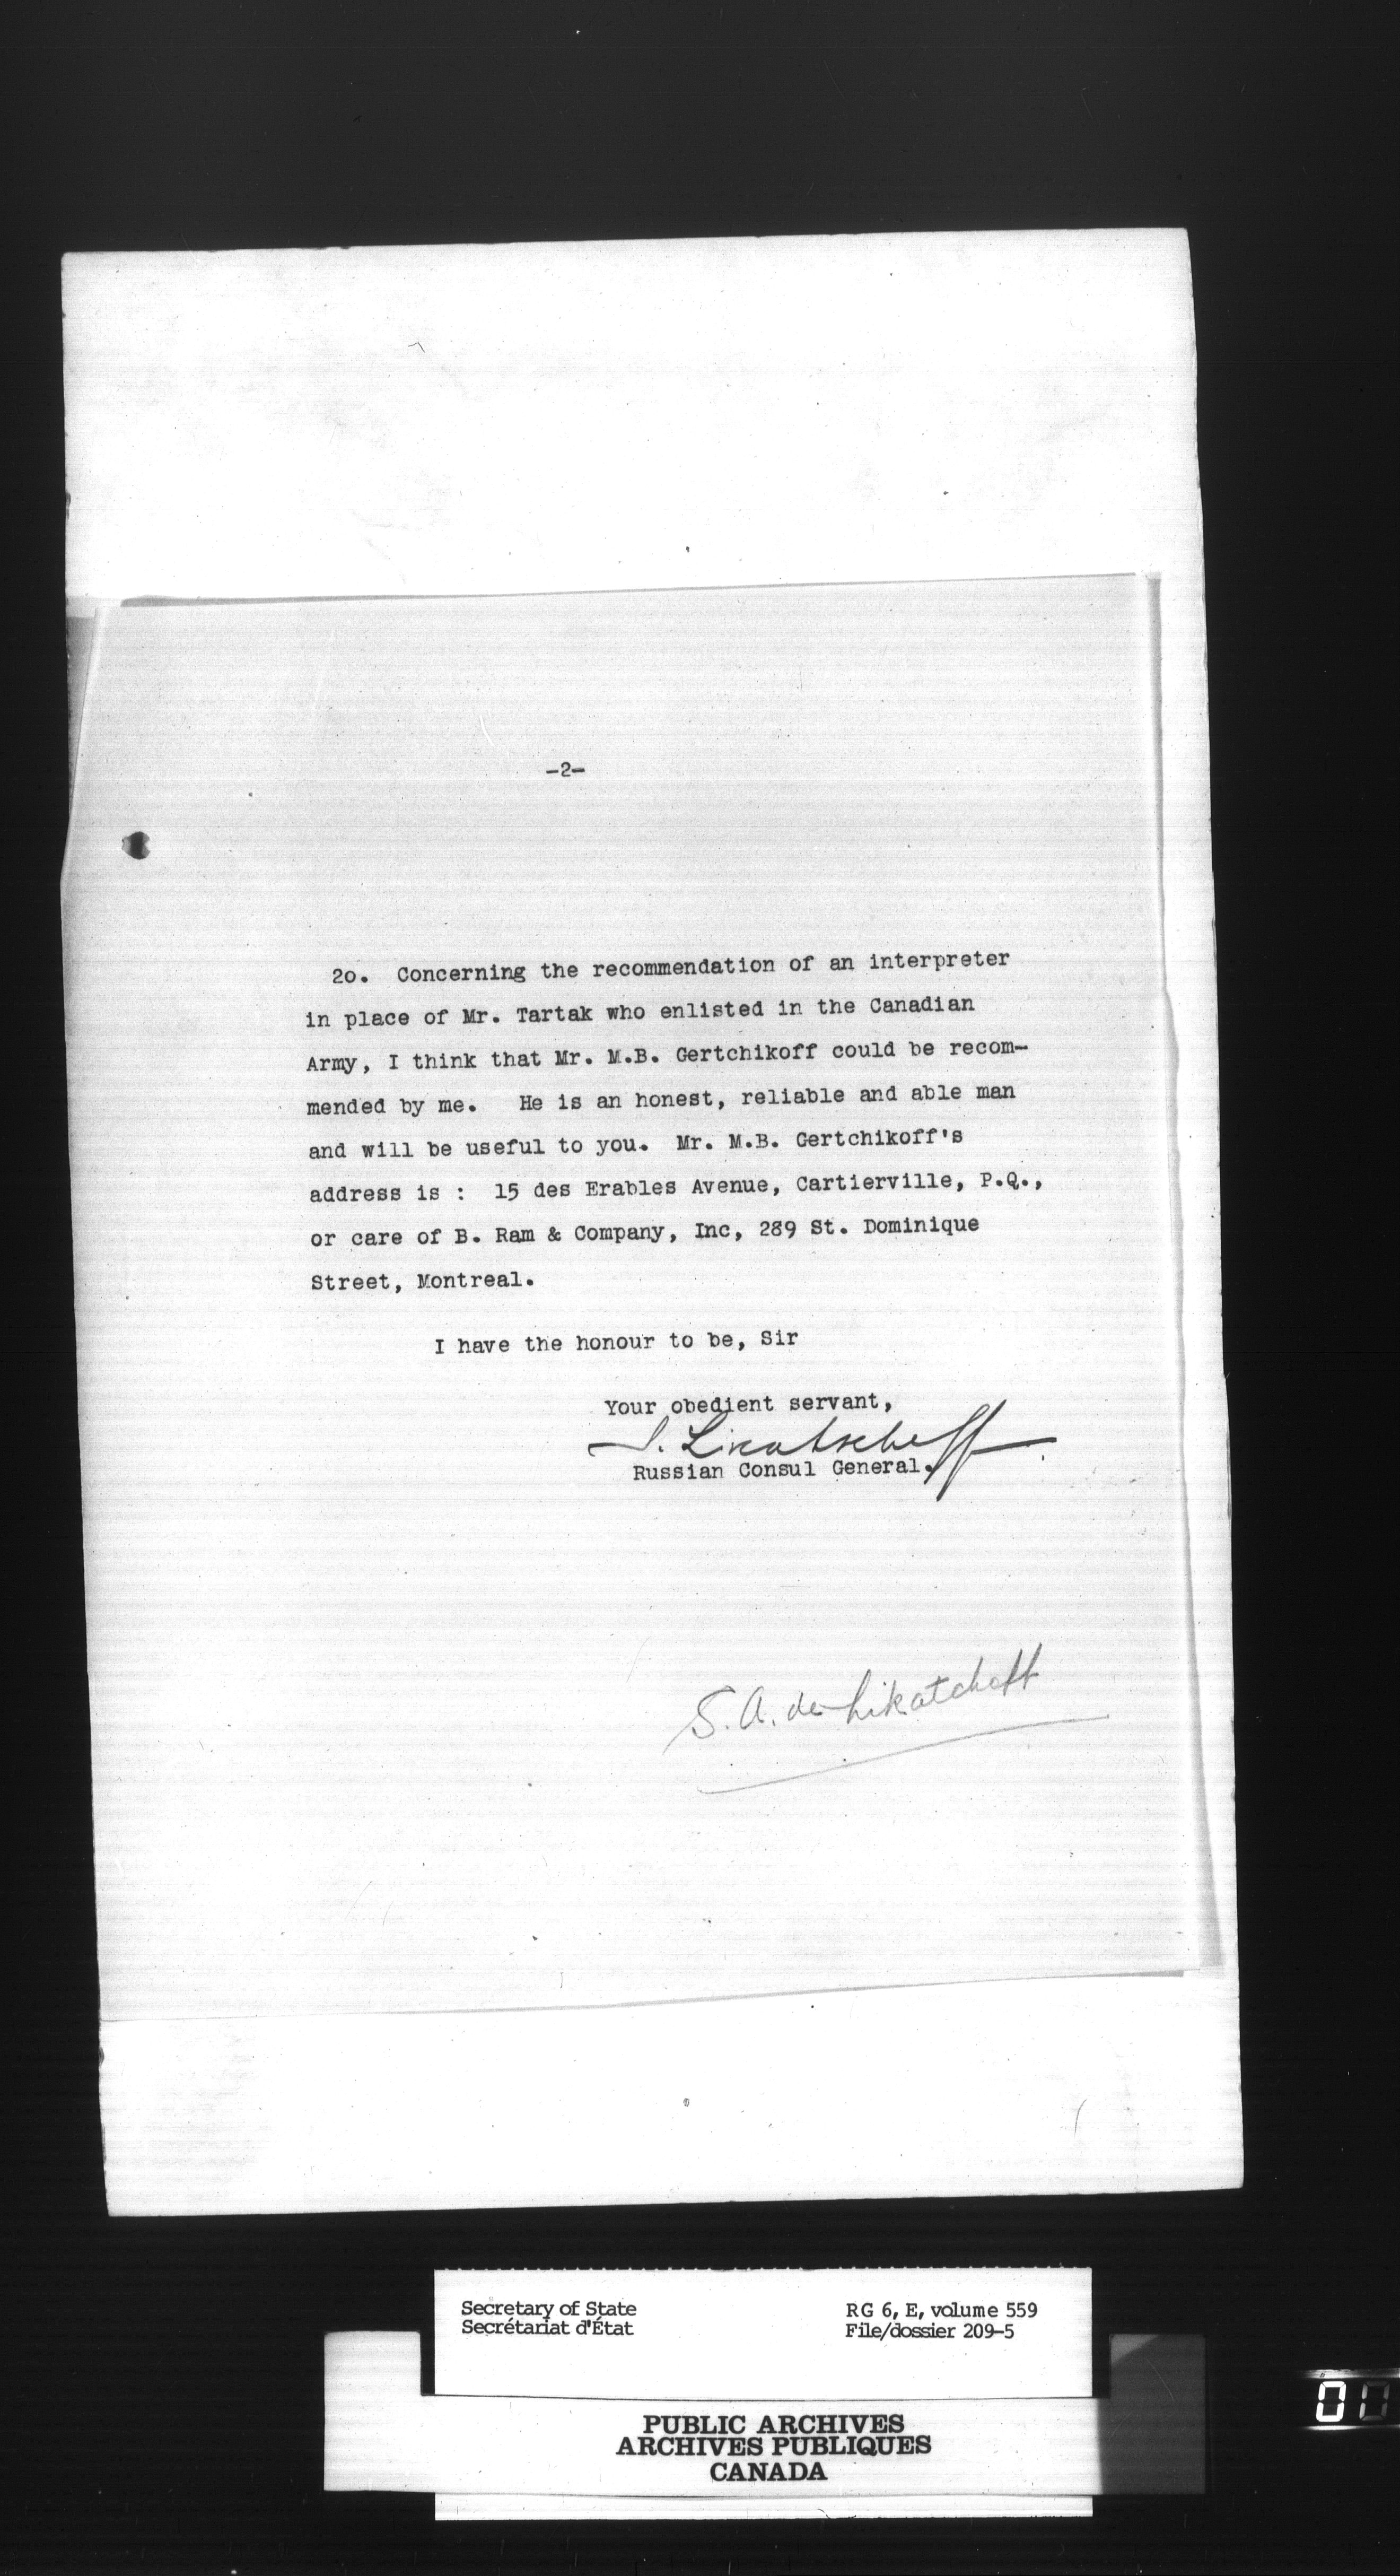 -2-
2o. Concerning the recommendation of an interpreter
in place of Mr. Tartak who enlisted in the Canadian
Army, I think that Mr. M.B. Gertchikoff could be recom-
mended by me. He is an honest, reliable and able man
and will be useful to you. Mr. M.B. Gertchikoff's
address is : 15 des Erables Avenue, Cartierville, P.Q.,
or care of B. Ram & Company, Inc, 289 St. Dominique
Street, Montreal.
I have the honour to be, Sir
Your obedient servant,
S. Likatscheff
Russian Consul General.
S. A. de Likatcheff
Secretary of State
Secrétariat d'État
RG 6, E, volume 559
File/dossier 209-5
PUBLIC ARCHIVES
ARCHIVES PUBLIQUES
CANADA
00